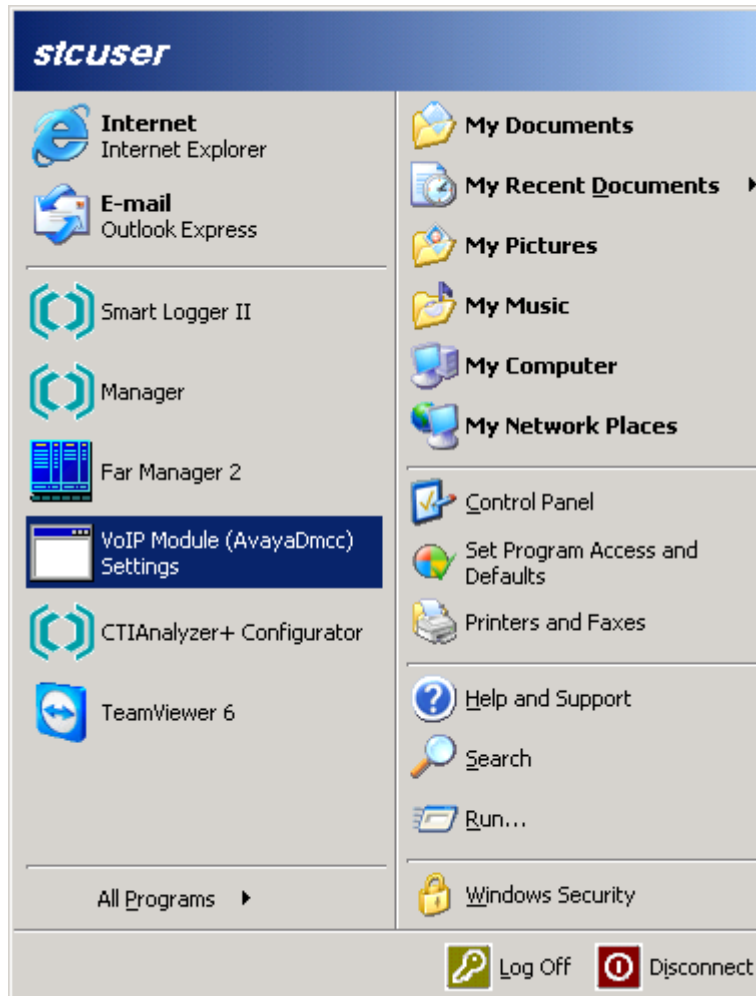 stcuser
Internet
Internet Explorer
E-mail
Outlook Express
Smart Logger II
Manager
Far Manager 2
VoIP Module (AvayaDmcc)
Settings
CTIAnalyzer+ Configurator
TeamViewer 6
All Programs
My Documents
My Recent Documents
My Pictures
My Music
My Computer
My Network Places
Control Panel
Set Program Access and
Defaults
Printers and Faxes
Help and Support
Search
Run...
Windows Security
Log Off
Disconnect